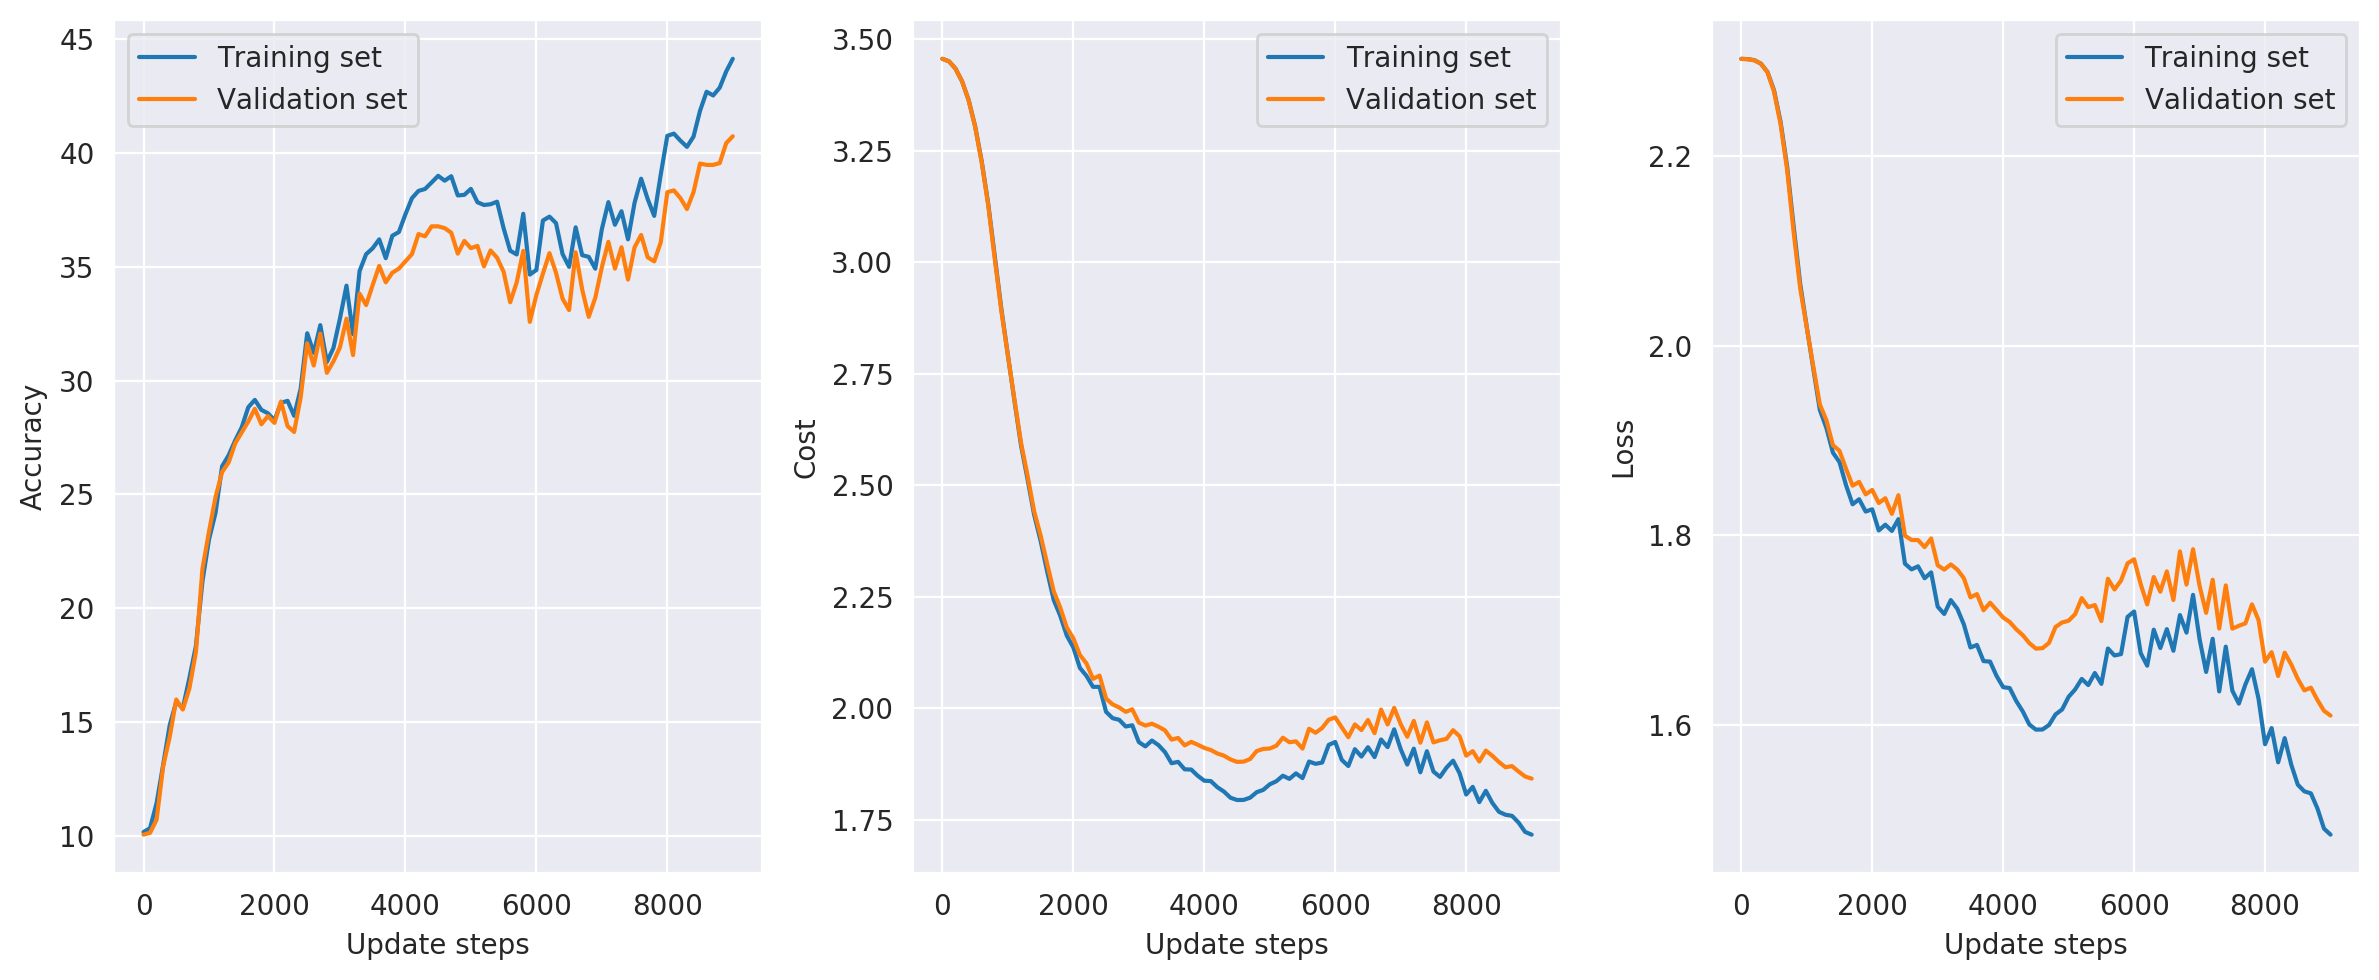 Accuracy
45
40
35
30
25
20
15
10
0 2000 4000 6000 8000
Update steps
Training set
Validation set
Cost
3.50
3.25
3.00
2.75
2.50
2.25
2.00
1.75
0 2000 4000 6000 8000
Update steps
Training set
Validation set
Loss
2.2
2.0
1.8
1.6
0 2000 4000 6000 8000
Update steps
Training set
Validation set